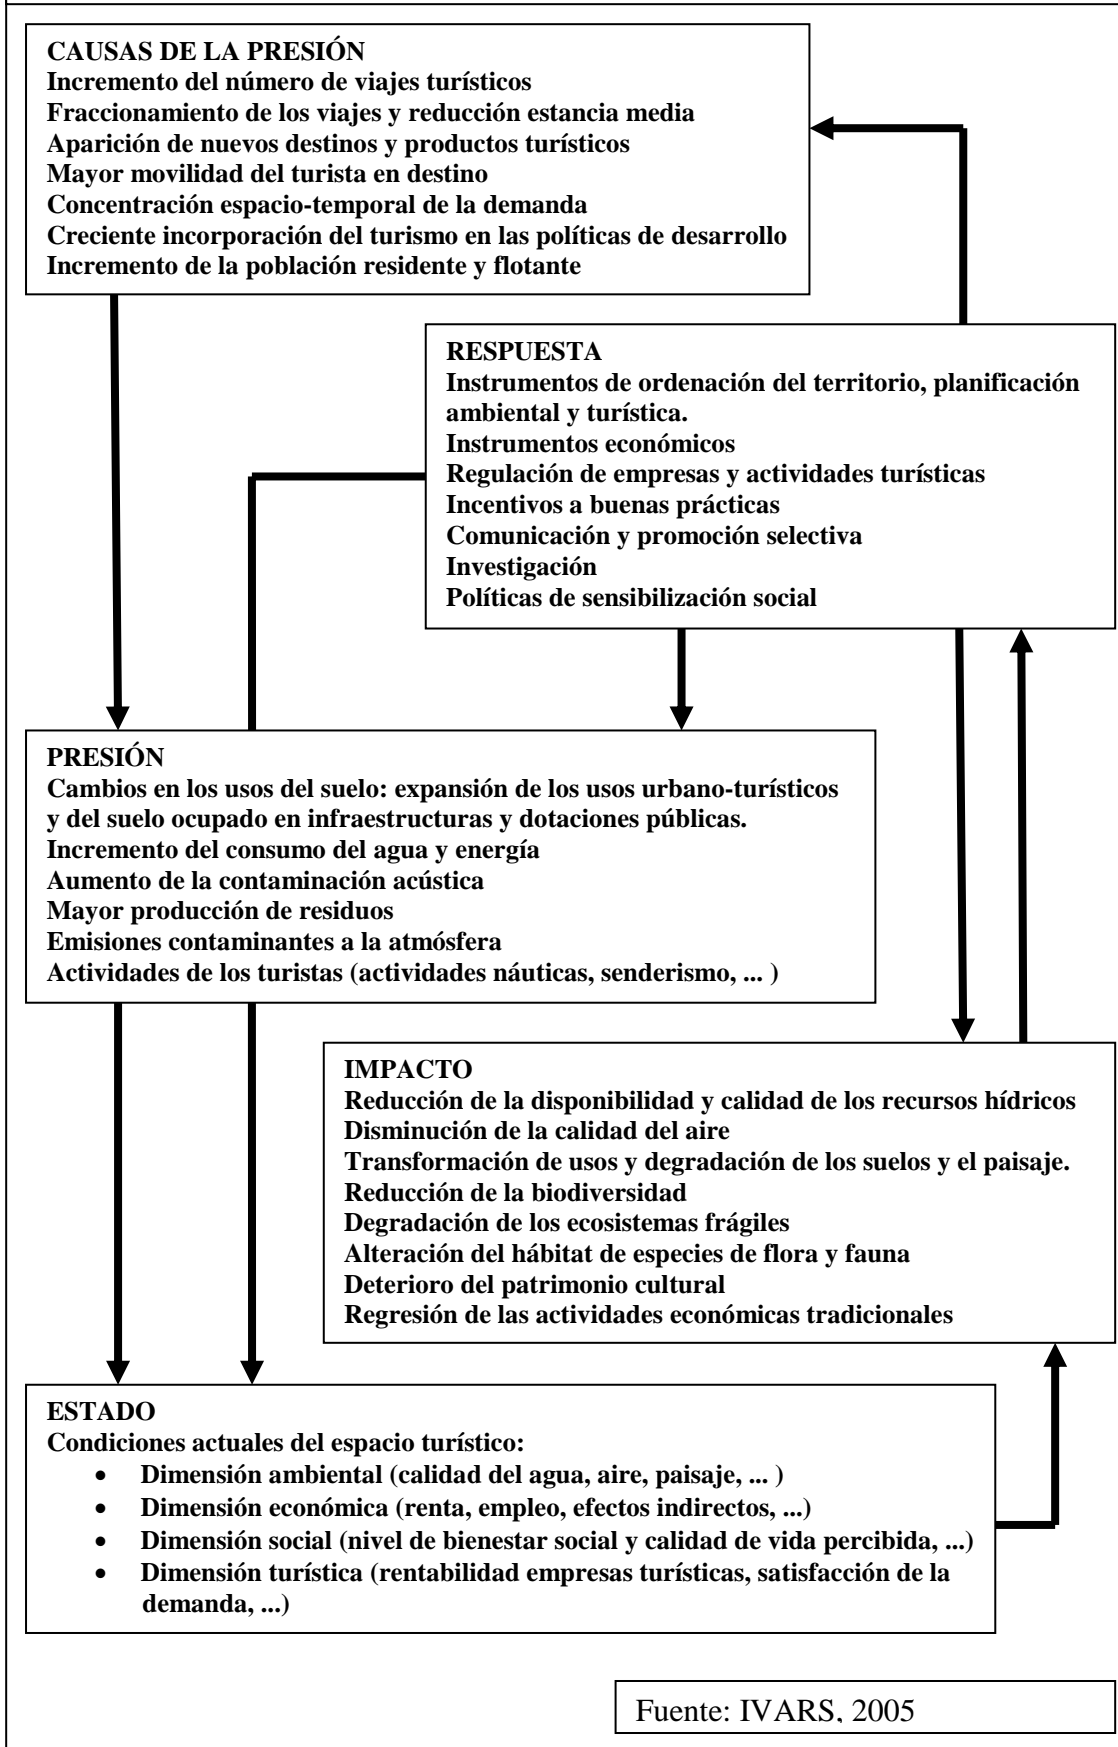 CAUSAS DE LA PRESIÓN
Incremento del número de viajes turísticos
Fraccionamiento de los viajes y reducción estancia media
Aparición de nuevos destinos y productos turísticos
Mayor movilidad del turista en destino
Concentración espacio-temporal de la demanda
Creciente incorporación del turismo en las políticas de desarrollo
Incremento de la población residente y flotante
RESPUESTA
Instrumentos de ordenación del territorio, planificación
ambiental y turística.
Instrumentos económicos
Regulación de empresas y actividades turísticas
Incentivos a buenas prácticas
Comunicación y promoción selectiva
Investigación
Políticas de sensibilización social
PRESIÓN
Cambios en los usos del suelo: expansión de los usos urbano-turísticos
y del suelo ocupado en infraestructuras y dotaciones públicas.
Incremento del consumo del agua y energía
Aumento de la contaminación acústica
Mayor producción de residuos
Emisiones contaminantes a la atmósfera
Actividades de los turistas (actividades náuticas, senderismo, ... )
IMPACTO
Reducción de la disponibilidad y calidad de los recursos hídricos
Disminución de la calidad del aire
Transformación de usos y degradación de los suelos y el paisaje.
Reducción de la biodiversidad
Degradación de los ecosistemas frágiles
Alteración del hábitat de especies de flora y fauna
Deterioro del patrimonio cultural
Regresión de las actividades económicas tradicionales
ESTADO
Condiciones actuales del espacio turístico:
• Dimensión ambiental (calidad del agua, aire, paisaje, ... )
• Dimensión económica (renta, empleo, efectos indirectos, ...)
• Dimensión social (nivel de bienestar social y calidad de vida percibida, ...)
• Dimensión turística (rentabilidad empresas turísticas, satisfacción de la
demanda, ...)
Fuente: IVARS, 2005